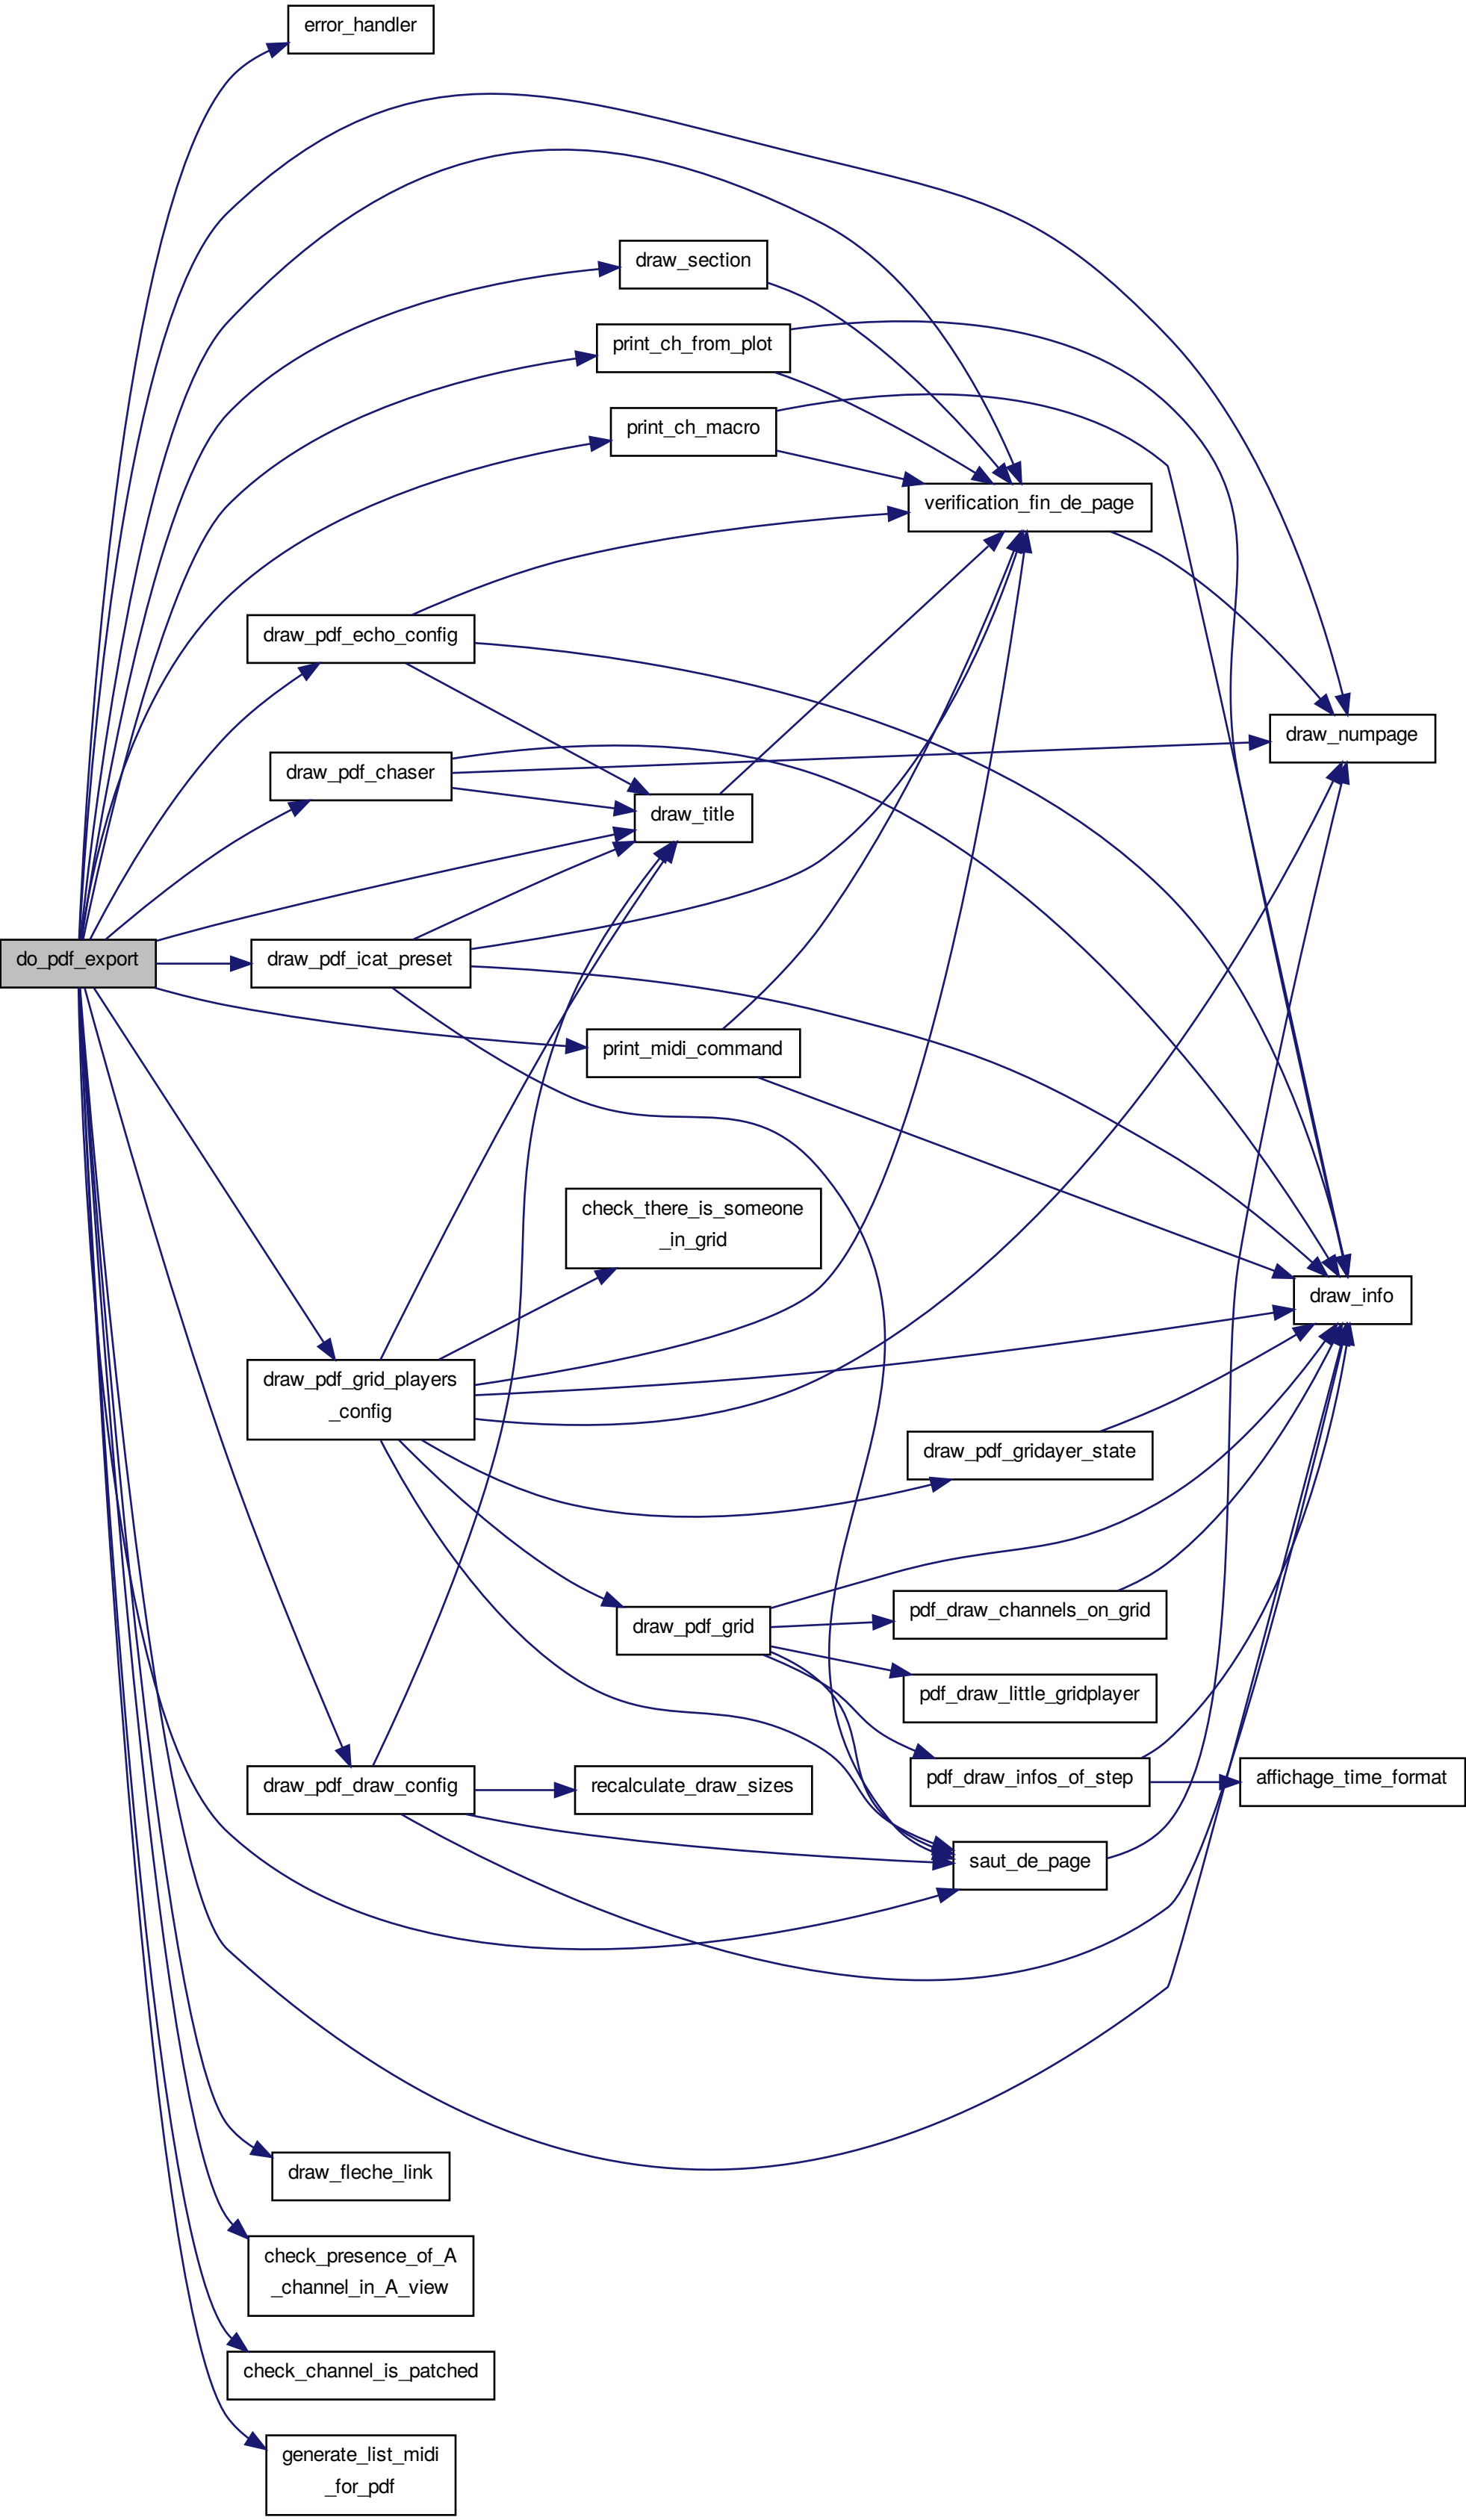 error_handler
draw_section
print_ch_from_plot
print_ch_macro
verification_fin_de_page
draw_pdf_echo_config
draw_numpage
draw_pdf_chaser
draw_title
do_pdf_export
draw_pdf_icat_preset
print_midi_command
check_there_is_someone
_in_grid
draw_info
draw_pdf_grid_players
_config
draw_pdf_gridayer_state
pdf_draw_channels_on_grid
draw_pdf_grid
pdf_draw_little_gridplayer
draw_pdf_draw_config
recalculate_draw_sizes
pdf_draw_infos_of_step
affichage_time_format
saut_de_page
draw_fleche_link
check_presence_of_A
_channel_in_A_view
check_channel_is_patched
generate_list_midi
_for_pdf